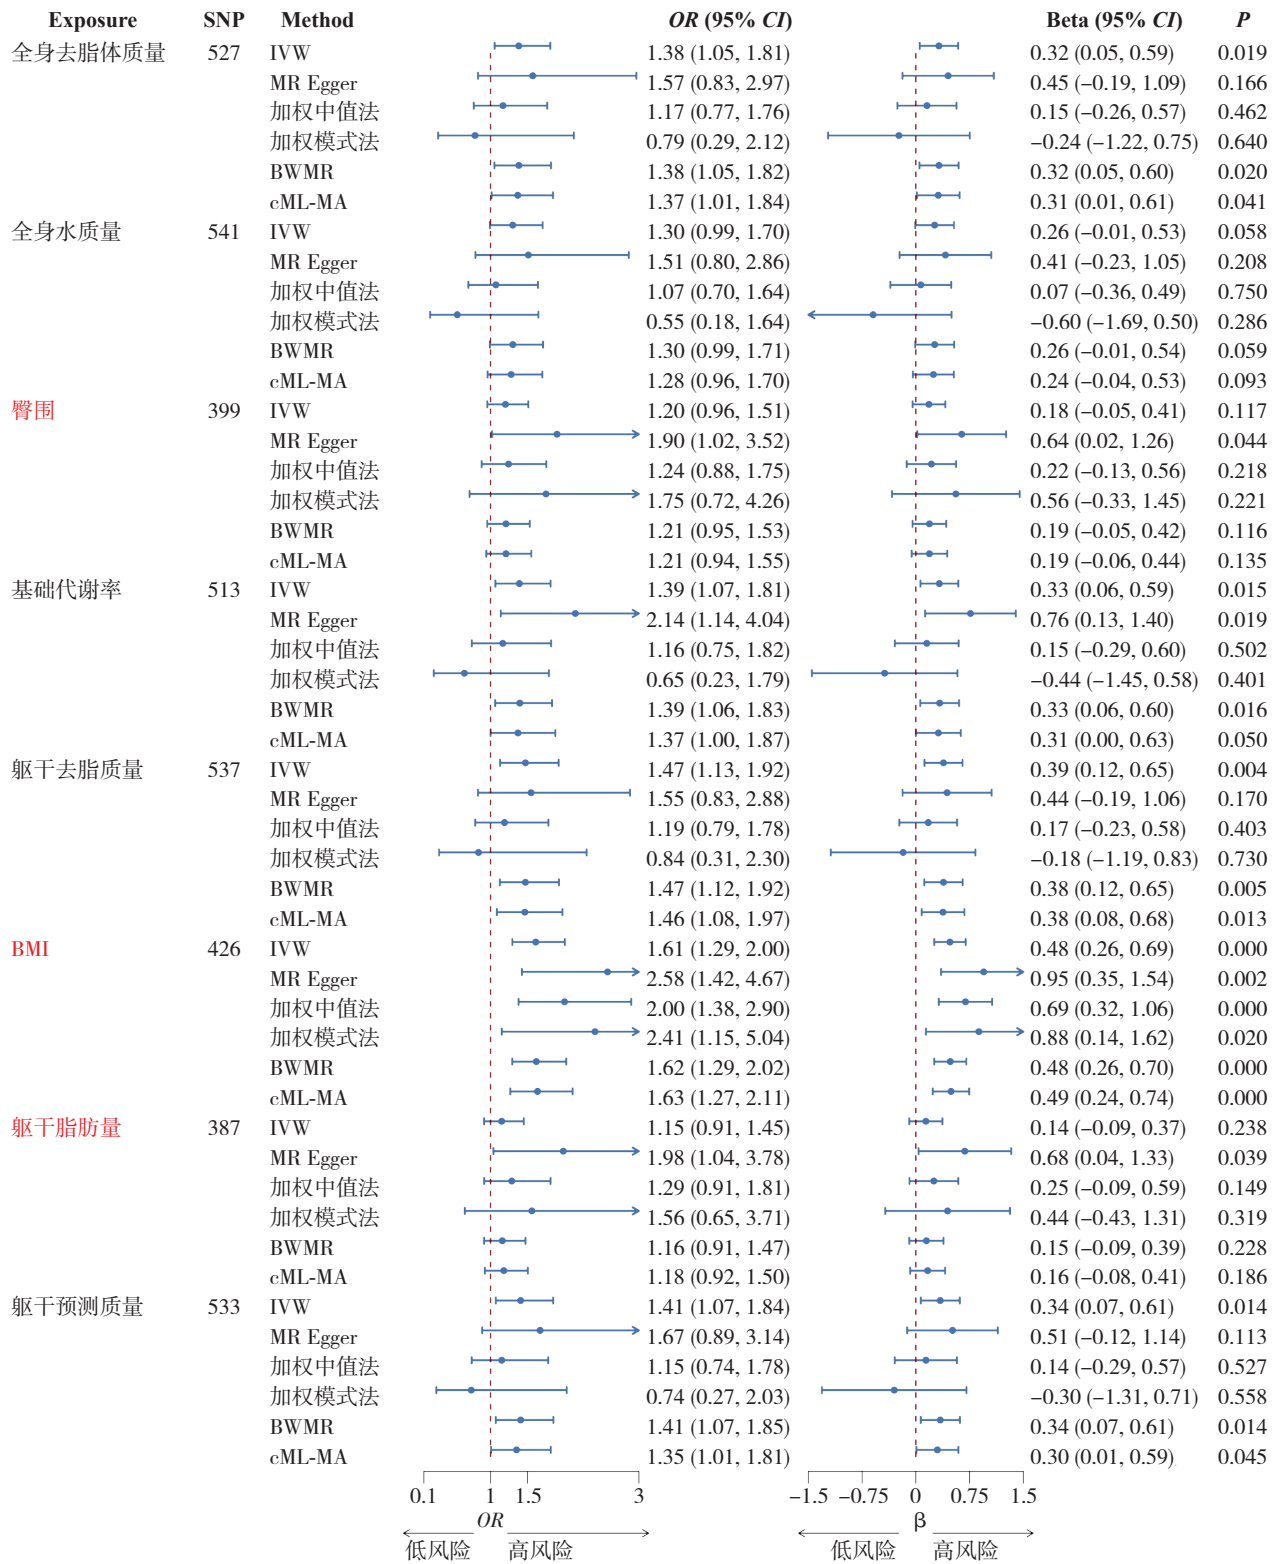 Exposure SNP Method OR (95% CI) Beta (95% CI) P
全身去脂体质量 527 IVW 1.38 (1.05, 1.81) 0.32 (0.05, 0.59) 0.019
MR Egger 1.57 (0.83, 2.97) 0.45 (−0.19, 1.09) 0.166
加权中值法 1.17 (0.77, 1.76) 0.15 (−0.26, 0.57) 0.462
加权模式法 0.79 (0.29, 2.12) −0.24 (−1.22, 0.75) 0.640
BWMR 1.38 (1.05, 1.82) 0.32 (0.05, 0.60) 0.020
cML-MA 1.37 (1.01, 1.84) 0.31 (0.01, 0.61) 0.041
全身水质量 541 IVW 1.30 (0.99, 1.70) 0.26 (−0.01, 0.53) 0.058
MR Egger 1.51 (0.80, 2.86) 0.41 (−0.23, 1.05) 0.208
加权中值法 1.07 (0.70, 1.64) 0.07 (−0.36, 0.49) 0.750
加权模式法 0.55 (0.18, 1.64) −0.60 (−1.69, 0.50) 0.286
BWMR 1.30 (0.99, 1.71) 0.26 (−0.01, 0.54) 0.059
cML-MA 1.28 (0.96, 1.70) 0.24 (−0.04, 0.53) 0.093
臀围 399 IVW 1.20 (0.96, 1.51) 0.18 (−0.05, 0.41) 0.117
MR Egger 1.90 (1.02, 3.52) 0.64 (0.02, 1.26) 0.044
加权中值法 1.24 (0.88, 1.75) 0.22 (−0.13, 0.56) 0.218
加权模式法 1.75 (0.72, 4.26) 0.56 (−0.33, 1.45) 0.221
BWMR 1.21 (0.95, 1.53) 0.19 (−0.05, 0.42) 0.116
cML-MA 1.21 (0.94, 1.55) 0.19 (−0.06, 0.44) 0.135
基础代谢率 513 IVW 1.39 (1.07, 1.81) 0.33 (0.06, 0.59) 0.015
MR Egger 2.14 (1.14, 4.04) 0.76 (0.13, 1.40) 0.019
加权中值法 1.16 (0.75, 1.82) 0.15 (−0.29, 0.60) 0.502
加权模式法 0.65 (0.23, 1.79) −0.44 (−1.45, 0.58) 0.401
BWMR 1.39 (1.06, 1.83) 0.33 (0.06, 0.60) 0.016
cML-MA 1.37 (1.00, 1.87) 0.31 (0.00, 0.63) 0.050
躯干去脂质量 537 IVW 1.47 (1.13, 1.92) 0.39 (0.12, 0.65) 0.004
MR Egger 1.55 (0.83, 2.88) 0.44 (−0.19, 1.06) 0.170
加权中值法 1.19 (0.79, 1.78) 0.17 (−0.23, 0.58) 0.403
加权模式法 0.84 (0.31, 2.30) −0.18 (−1.19, 0.83) 0.730
BWMR 1.47 (1.12, 1.92) 0.38 (0.12, 0.65) 0.005
cML-MA 1.46 (1.08, 1.97) 0.38 (0.08, 0.68) 0.013
BMI 426 IVW 1.61 (1.29, 2.00) 0.48 (0.26, 0.69) 0.000
MR Egger 2.58 (1.42, 4.67) 0.95 (0.35, 1.54) 0.002
加权中值法 2.00 (1.38, 2.90) 0.69 (0.32, 1.06) 0.000
加权模式法 2.41 (1.15, 5.04) 0.88 (0.14, 1.62) 0.020
BWMR 1.62 (1.29, 2.02) 0.48 (0.26, 0.70) 0.000
cML-MA 1.63 (1.27, 2.11) 0.49 (0.24, 0.74) 0.000
躯干脂肪量 387 IVW 1.15 (0.91, 1.45) 0.14 (−0.09, 0.37) 0.238
MR Egger 1.98 (1.04, 3.78) 0.68 (0.04, 1.33) 0.039
加权中值法 1.29 (0.91, 1.81) 0.25 (−0.09, 0.59) 0.149
加权模式法 1.56 (0.65, 3.71) 0.44 (−0.43, 1.31) 0.319
BWMR 1.16 (0.91, 1.47) 0.15 (−0.09, 0.39) 0.228
cML-MA 1.18 (0.92, 1.50) 0.16 (−0.08, 0.41) 0.186
躯干预测质量 533 IVW 1.41 (1.07, 1.84) 0.34 (0.07, 0.61) 0.014
MR Egger 1.67 (0.89, 3.14) 0.51 (−0.12, 1.14) 0.113
加权中值法 1.15 (0.74, 1.78) 0.14 (−0.29, 0.57) 0.527
加权模式法 0.74 (0.27, 2.03) −0.30 (−1.31, 0.71) 0.558
BWMR 1.41 (1.07, 1.85) 0.34 (0.07, 0.61) 0.014
cML-MA 1.35 (1.01, 1.81) 0.30 (0.01, 0.59) 0.045
0.1 1 1.5 3 −1.5 −0.75 0 0.75 1.5
OR β
低风险 高风险 低风险 高风险